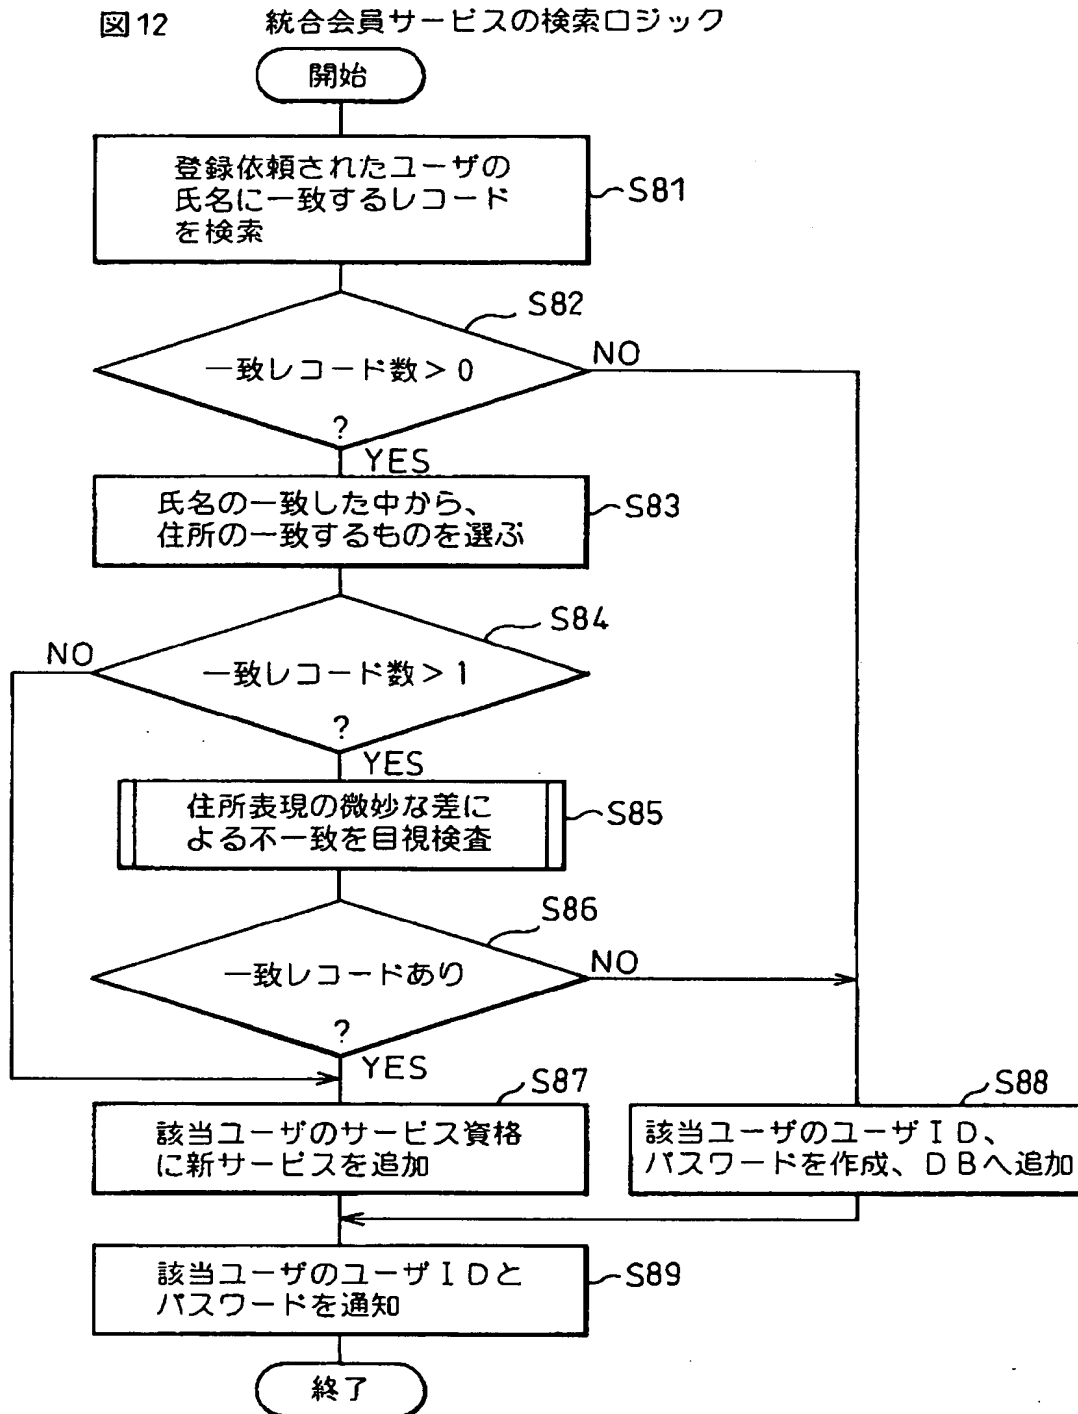 図12 統合会員サービスの検索ロジック
開始
登録依頼されたユーザの
氏名に一致するレコード
を検索
S81
S82
一致レコード数>0
?
NO
YES
氏名の一致した中から、
住所の一致するものを選ぶ
S83
S84
NO
一致レコード数>1
?
YES
住所表現の微妙な差に
よる不一致を目視検査
S85
S86
一致レコードあり
?
NO
YES
S87
該当ユーザのサービス資格
に新サービスを追加
S88
該当ユーザのユーザID、
パスワードを作成、DBへ追加
該当ユーザのユーザIDと
パスワードを通知
S89
終了